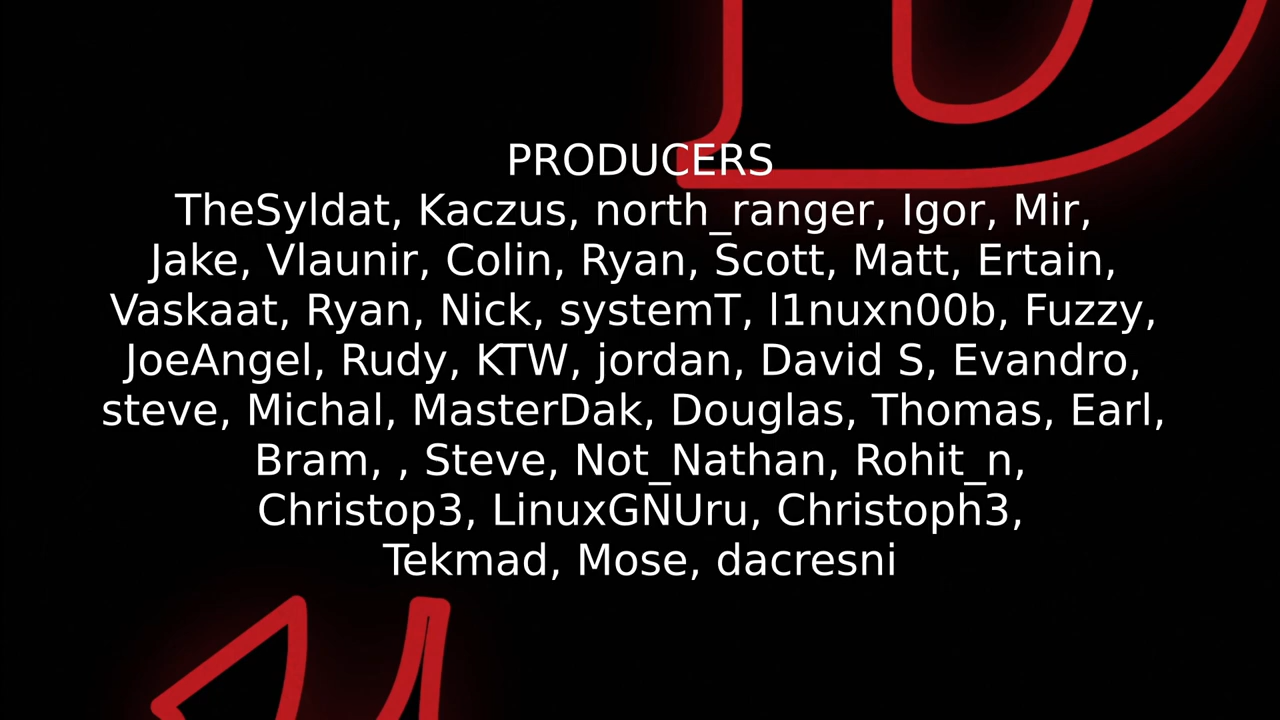 PRODUCERS
TheSyldat, Kaczus, north_ranger, Igor, Mir,
Jake, Vlaunir, Colin, Ryan, Scott, Matt, Ertain,
Vaskaat, Ryan, Nick, systemT, l1nuxn00b, Fuzzy,
JoeAngel, Rudy, KTW, jordan, David S, Evandro,
steve, Michal, MasterDak, Douglas, Thomas, Earl,
Bram, , Steve, Not_Nathan, Rohit_n,
Christop3, LinuxGNUru, Christoph3,
Tekmad, Mose, dacresni